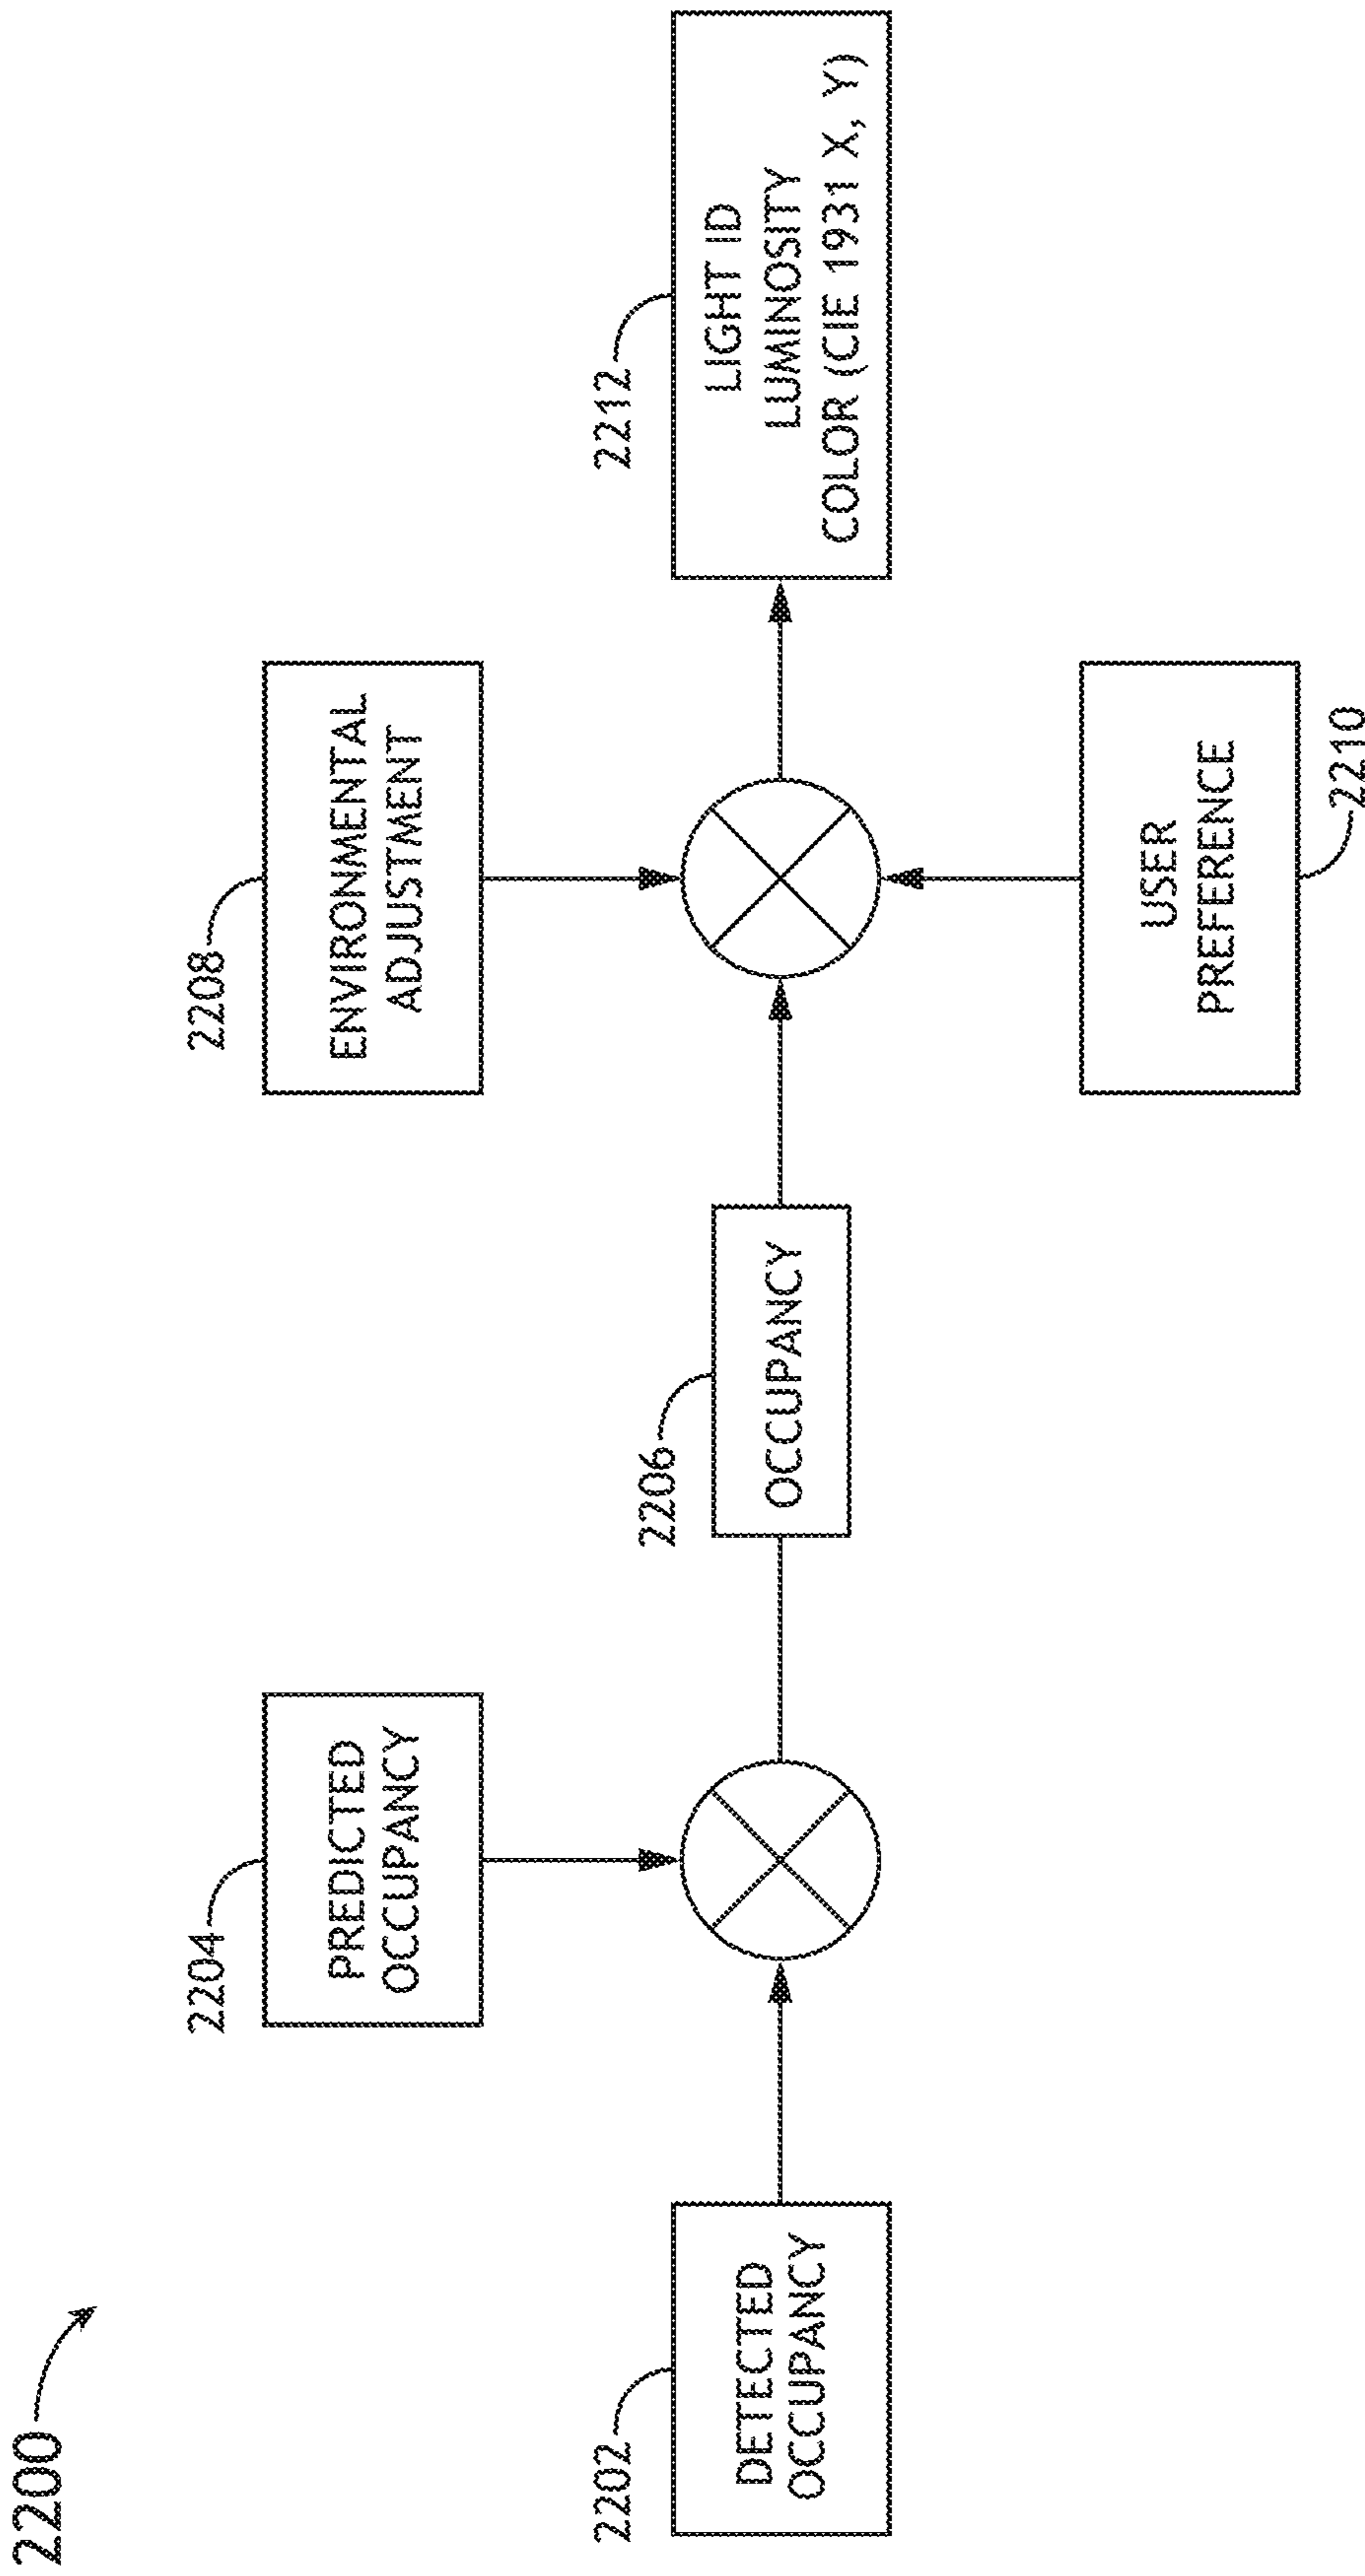 2200
2202
DETECTED
OCCUPANCY
2204
PREDICTED
OCCUPANCY
2206
OCCUPANCY
2208
ENVIRONMENTAL
ADJUSTMENT
USER
PREFERENCE
2210
2212
LIGHT ID
LUMINOSITY
COLOR (CIE 1931 X, Y)